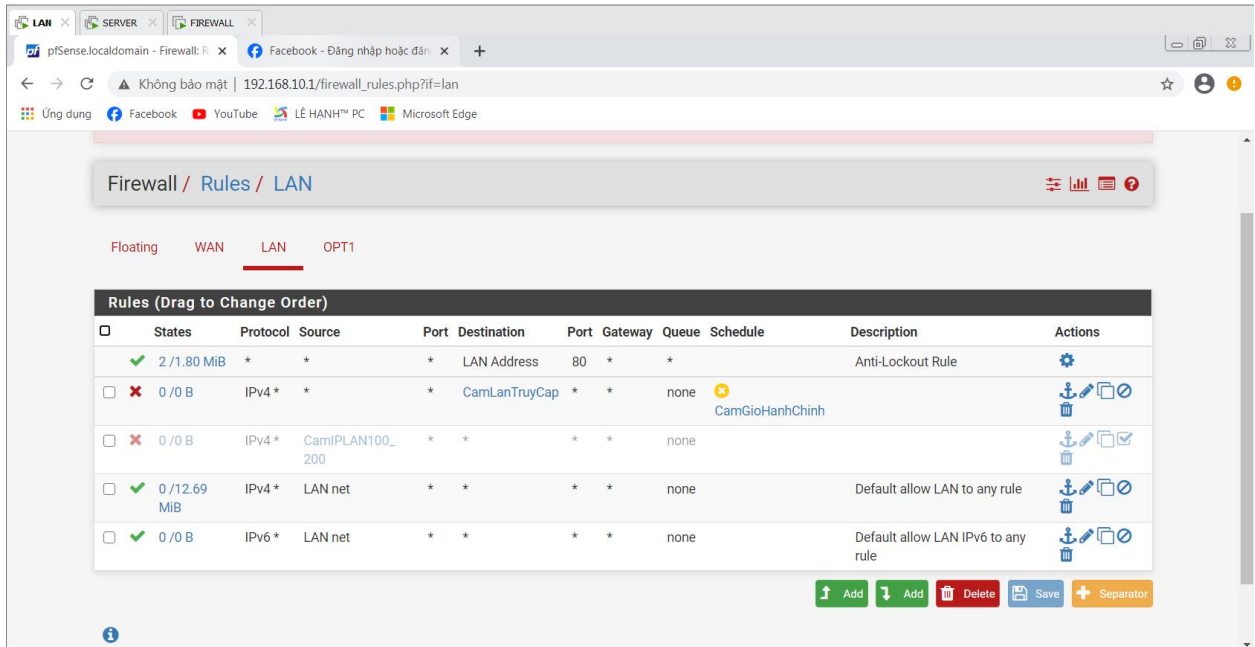 LAN SERVER FIREWALL
pfSense.localdomain - Firewall: R Facebook - Đăng nhập hoặc đăn
Không bảo mật | 192.168.10.1/firewall_rules.php?if=lan
Ứng dụng Facebook YouTube LÊ HẠNH™ PC Microsoft Edge
Firewall / Rules / LAN
Floating WAN LAN OPT1
Rules (Drag to Change Order)
States Protocol Source Port Destination Port Gateway Queue Schedule Description Actions
2 /1.80 MiB * * * LAN Address 80 * * Anti-Lockout Rule
0 /0 B IPv4 * * * CamLanTruyCap * * none
CamGioHanhChinh
0 /0 B IPv4 * CamIPLAN100_ * * * * none
200
0 /12.69 IPv4 * LAN net * * * * none Default allow LAN to any rule
MiB
0 /0 B IPv6 * LAN net * * * * none Default allow LAN IPv6 to any
rule
Add Add Delete Save Separator